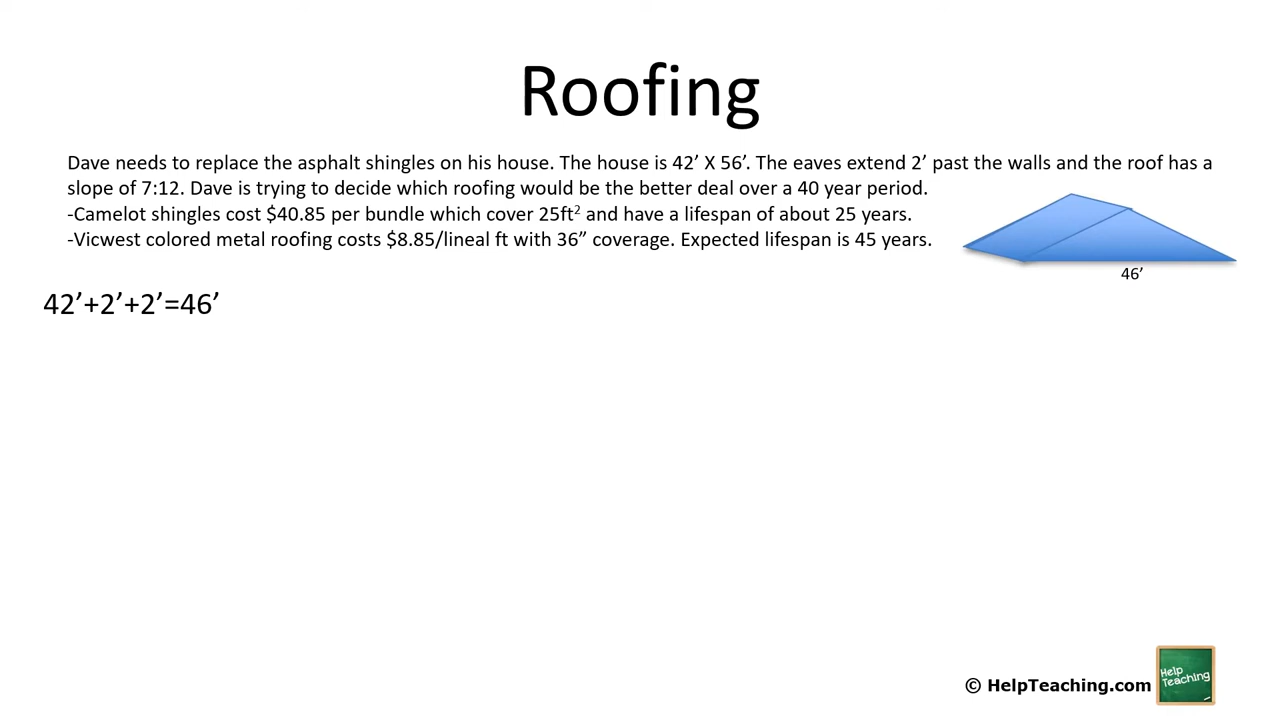 Roofing
Dave needs to replace the asphalt shingles on his house. The house is 42’ X 56’. The eaves extend 2’ past the walls and the roof has a
slope of 7:12. Dave is trying to decide which roofing would be the better deal over a 40 year period.
-Camelot shingles cost $40.85 per bundle which cover 25ft² and have a lifespan of about 25 years.
-Vicwest colored metal roofing costs $8.85/lineal ft with 36” coverage. Expected lifespan is 45 years.
46’
42’+2’+2’=46’
© HelpTeaching.com
Help
Teaching